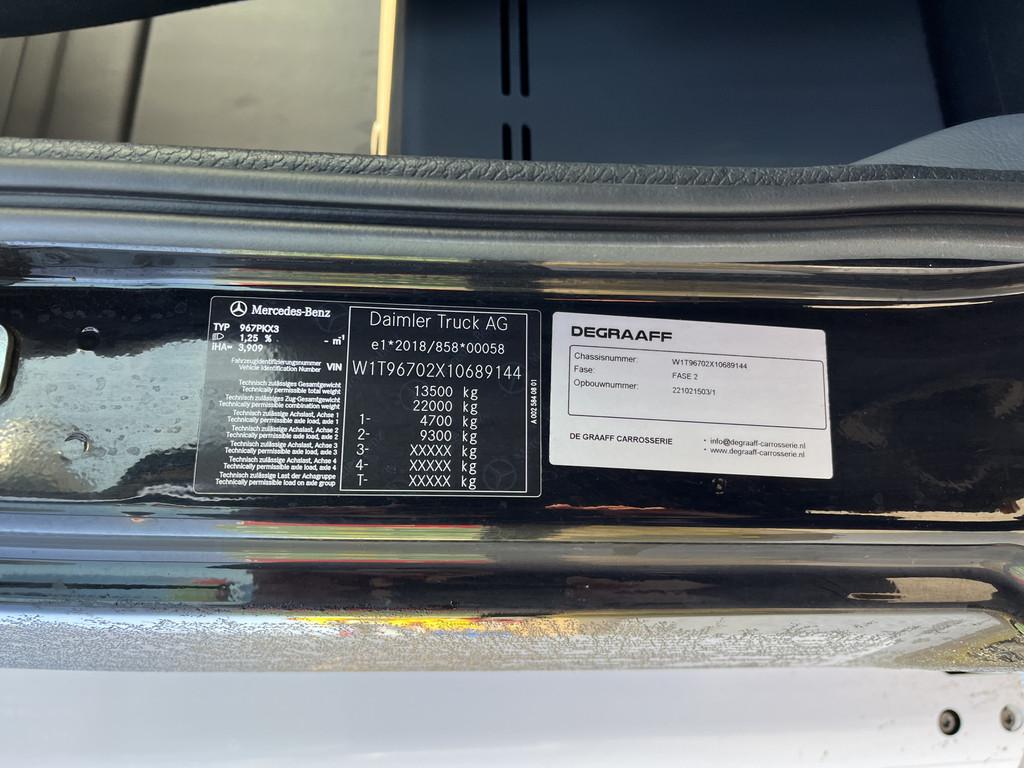 Mercedes-Benz
TYP 967PKX3
1,25 % - m⁻¹
iHA= 3,909
Fahrzeugidentifizierungsnummer
Vehicle Identification Number VIN
Technisch zulässiges Gesamtgewicht
Technically permissible total weight
Technisch zulässiges Zug-Gesamtgewicht
Technically permissible combination weight
Technisch zulässige Achslast, Achse 1
Technically permissible axle load, axle 1
Technisch zulässige Achslast, Achse 2
Technically permissible axle load, axle 2
Technisch zulässige Achslast, Achse 3
Technically permissible axle load, axle 3
Technisch zulässige Achslast, Achse 4
Technically permissible axle load, axle 4
Technisch zulässige Last der Achsgruppe
Technically permissible load on axle group
Daimler Truck AG
e1*2018/858*00058
W1T96702X10689144
13500 kg
22000 kg
1- 4700 kg
2- 9300 kg
3- XXXXX kg
4- XXXXX kg
T- XXXXX kg
A 002 584 08 01
DEGRAAFF
Chassisnummer: W1T96702X10689144
Fase: FASE 2
Opbouwnummer: 221021503/1
DE GRAAFF CARROSSERIE
· info@degraaff-carrosserie.nl
· www.degraaff-carrosserie.nl